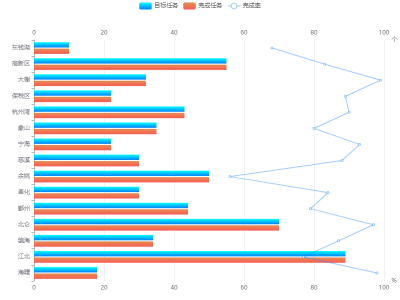 目标任务 完成任务 完成率
0 20 40 60 80 100
个
东钱湖
高新区
大榭
保税区
杭州湾
象山
宁海
慈溪
余姚
奉化
鄞州
北仑
镇海
江北
海曙
%
0 20 40 60 80 100